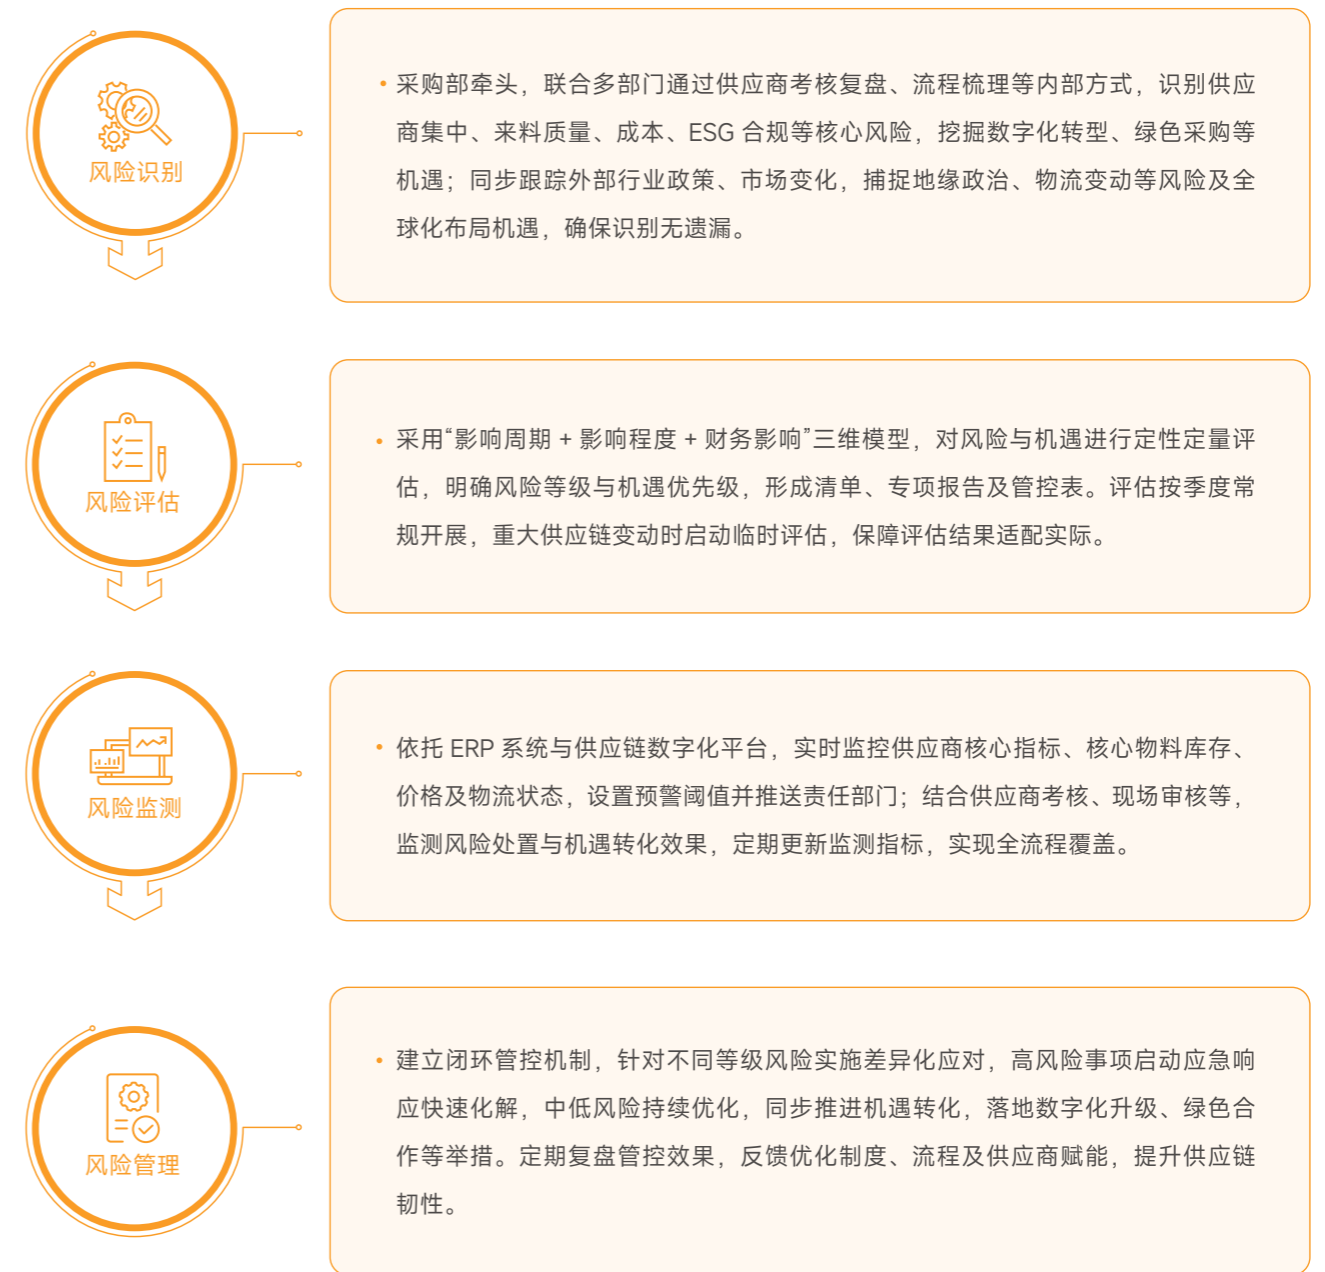 风险识别
• 采购部牵头，联合多部门通过供应商考核复盘、流程梳理等内部方式，识别供应
商集中、来料质量、成本、ESG 合规等核心风险，挖掘数字化转型、绿色采购等
机遇；同步跟踪外部行业政策、市场变化，捕捉地缘政治、物流变动等风险及全
球化布局机遇，确保识别无遗漏。
风险评估
• 采用“影响周期 + 影响程度 + 财务影响”三维模型，对风险与机遇进行定性定量评
估，明确风险等级与机遇优先级，形成清单、专项报告及管控表。评估按季度常
规开展，重大供应链变动时启动临时评估，保障评估结果适配实际。
风险监测
• 依托 ERP 系统与供应链数字化平台，实时监控供应商核心指标、核心物料库存、
价格及物流状态，设置预警阈值并推送责任部门；结合供应商考核、现场审核等，
监测风险处置与机遇转化效果，定期更新监测指标，实现全流程覆盖。
风险管理
• 建立闭环管控机制，针对不同等级风险实施差异化应对，高风险事项启动应急响
应快速化解，中低风险持续优化，同步推进机遇转化，落地数字化升级、绿色合
作等举措。定期复盘管控效果，反馈优化制度、流程及供应商赋能，提升供应链
韧性。